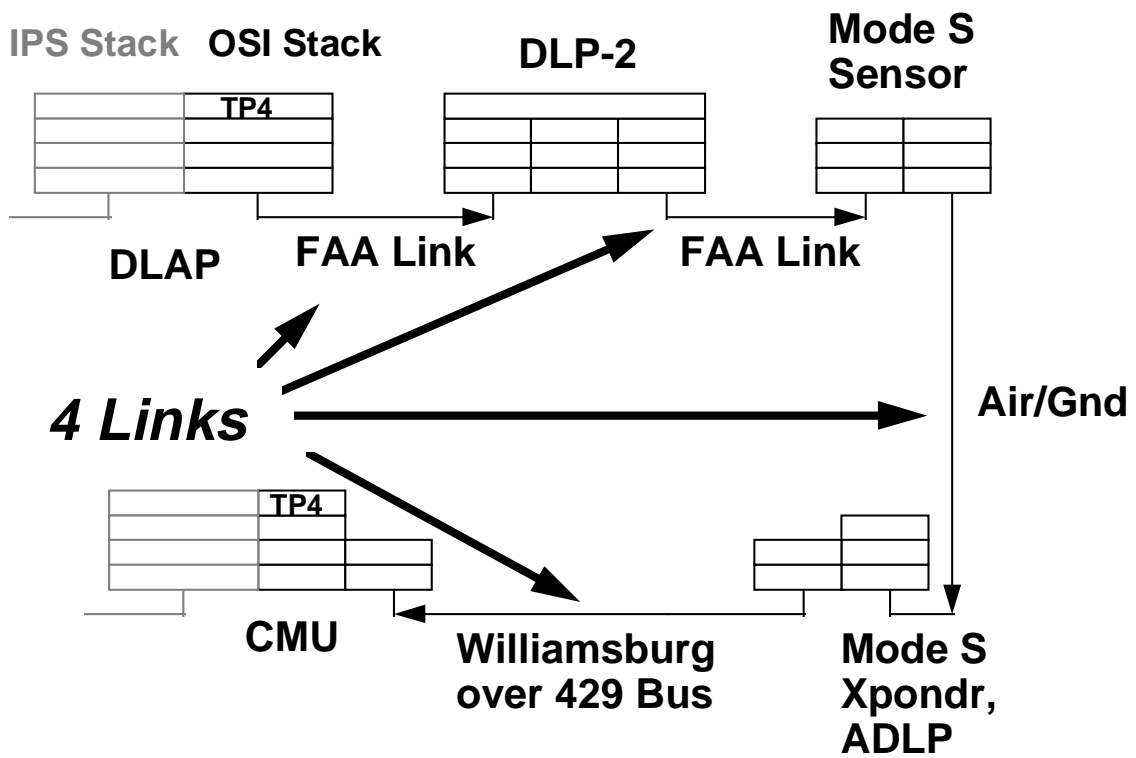 IPS Stack
OSI Stack
DLP-2
Mode S
Sensor
TP4
DLAP
FAA Link
FAA Link
4 Links
Air/Gnd
TP4
CMU
Williamsburg
over 429 Bus
Mode S
Xpondr,
ADLP